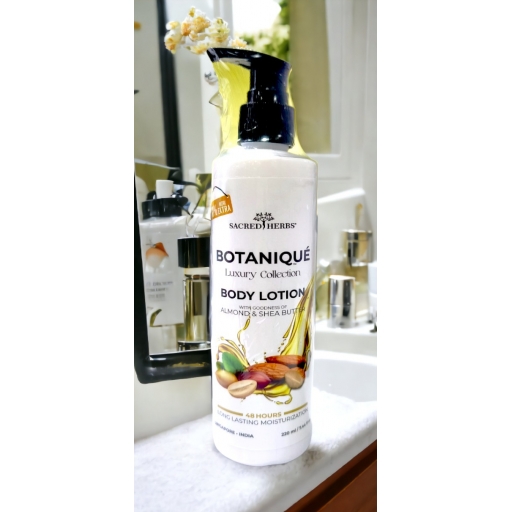 EXTRA
SACRED HERBS®
BOTANIQUÉ
Luxury Collection
BODY LOTION
WITH GOODNESS OF
ALMOND & SHEA BUTTER
48 HOURS
LONG LASTING MOISTURIZATION
- INDIA